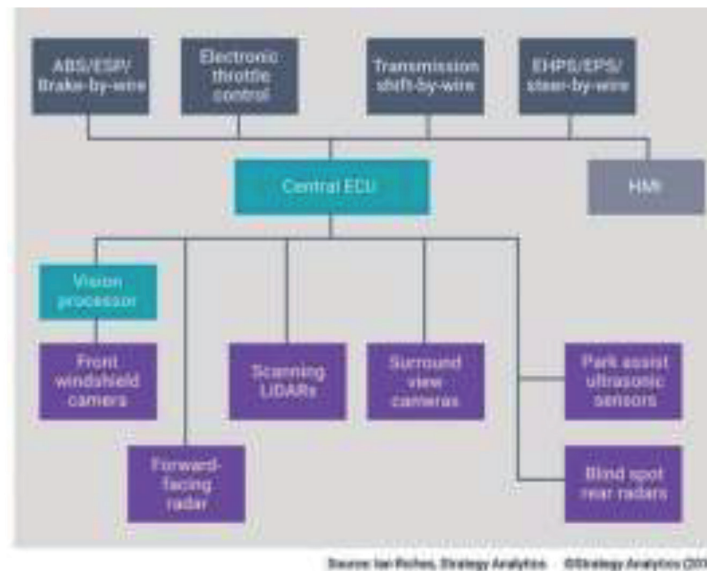 ABS/ESP/
Brake-by-wire
Electronic
throttle
control
Transmission
shift-by-wire
EHPS/EPS/
steer-by-wire
Central ECU
HMI
Vision
processor
Front
windshield
camera
Scanning
LiDARs
Surround
view
cameras
Park assist
ultrasonic
sensors
Forward-
facing
radar
Blind spot
rear radars
Source: Ian Riches, Strategy Analytics ©Strategy Analytics